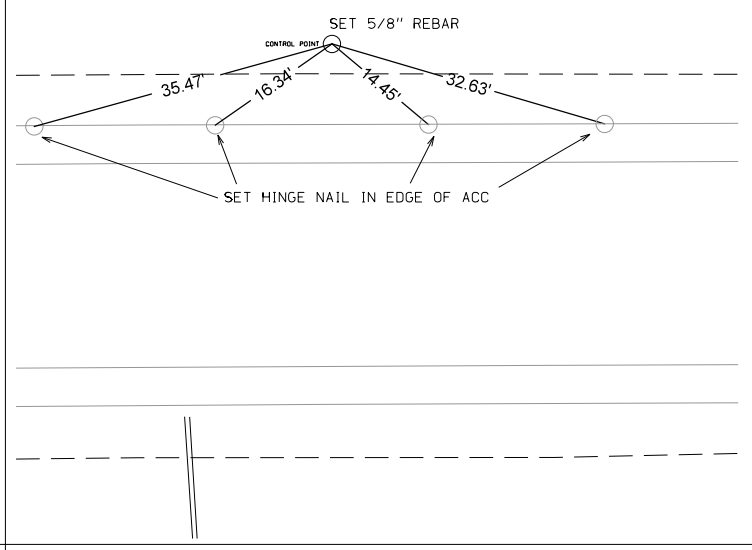 SET 5/8" REBAR
CONTROL POINT
35.47'
16.34'
14.45'
32.63'
SET HINGE NAIL IN EDGE OF ACC